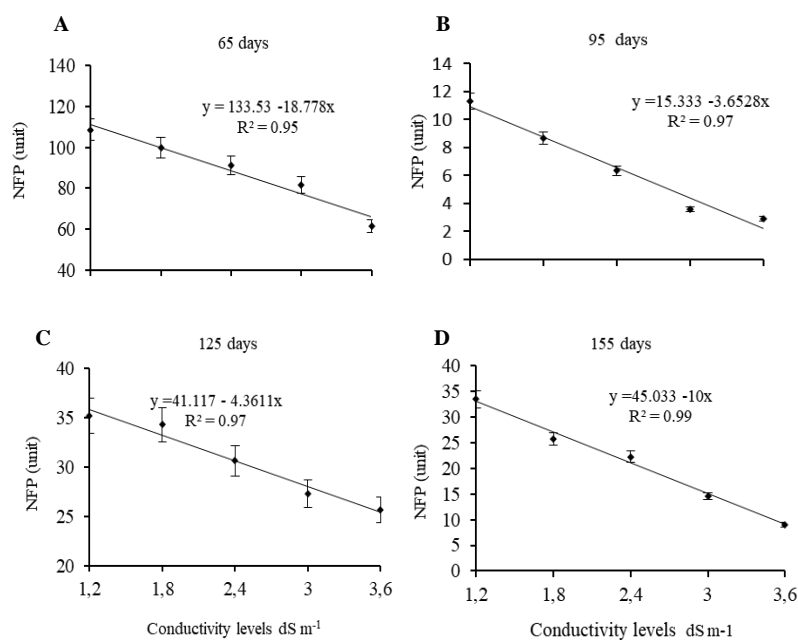 A
65 days
NFP (unit)
140
120
100
80
60
40
y = 133.53 -18.778x
R² = 0.95
B
95 days
NFP (unit)
14
12
10
8
6
4
2
0
y =15.333 -3.6528x
R² = 0.97
C
125 days
NFP (unit)
40
35
30
25
20
y =41.117 - 4.3611x
R² = 0.97
1,2 1,8 2,4 3 3,6
Conductivity levels dS m⁻¹
D
155 days
NFP (unit)
40
35
30
25
20
15
10
5
0
y =45.033 -10x
R² = 0.99
1,2 1,8 2,4 3 3,6
Conductivity levels dS m-1